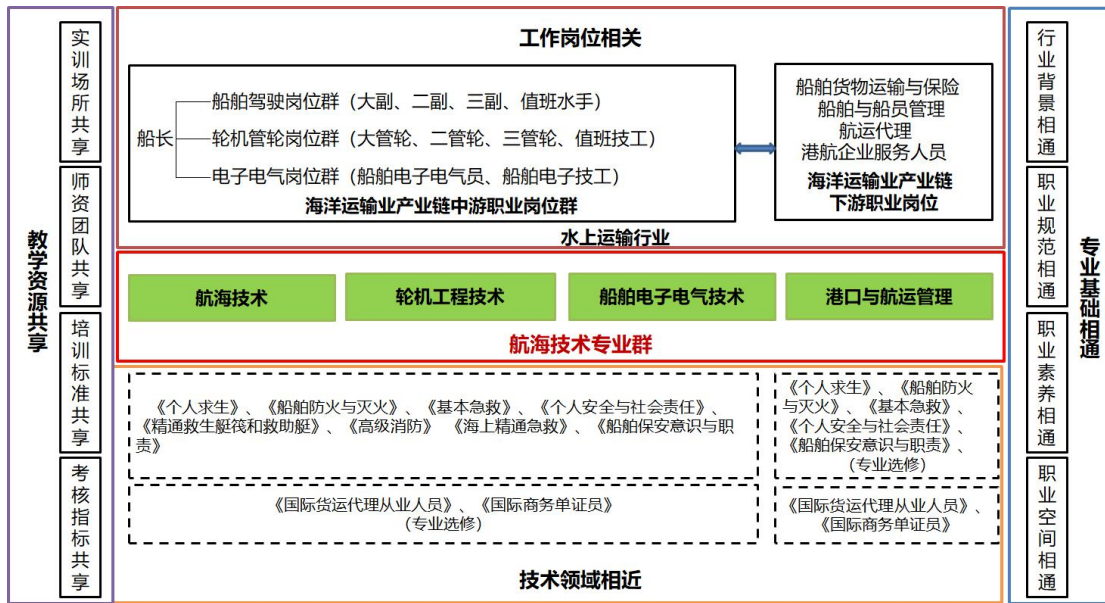 教学资源共享
实训场所共享
师资团队共享
培训标准共享
考核指标共享
工作岗位相关
船长
船舶驾驶岗位群（大副、二副、三副、值班水手）
轮机管轮岗位群（大管轮、二管轮、三管轮、值班技工）
电子电气岗位群（船舶电子电气员、船舶电子技工）
海洋运输业产业链中游职业岗位群
船舶货物运输与保险
船舶与船员管理
航运代理
港航企业服务人员
海洋运输业产业链
下游职业岗位
水上运输行业
航海技术
轮机工程技术
船舶电子电气技术
港口与航运管理
航海技术专业群
《个人求生》、《船舶防火与灭火》、《基本急救》、《个人安全与社会责任》、
《精通救生艇筏和救助艇》、《高级消防》 《海上精通急救》、《船舶保安意识与职
责》
《个人求生》、《船舶防火
与灭火》、《基本急救》、
《个人安全与社会责任》、
《船舶保安意识与职责》、
（专业选修）
《国际货运代理从业人员》、《国际商务单证员》
（专业选修）
《国际货运代理从业人员》、
《国际商务单证员》
技术领域相近
行业背景相通
职业规范相通
职业素养相通
职业空间相通
专业基础相通